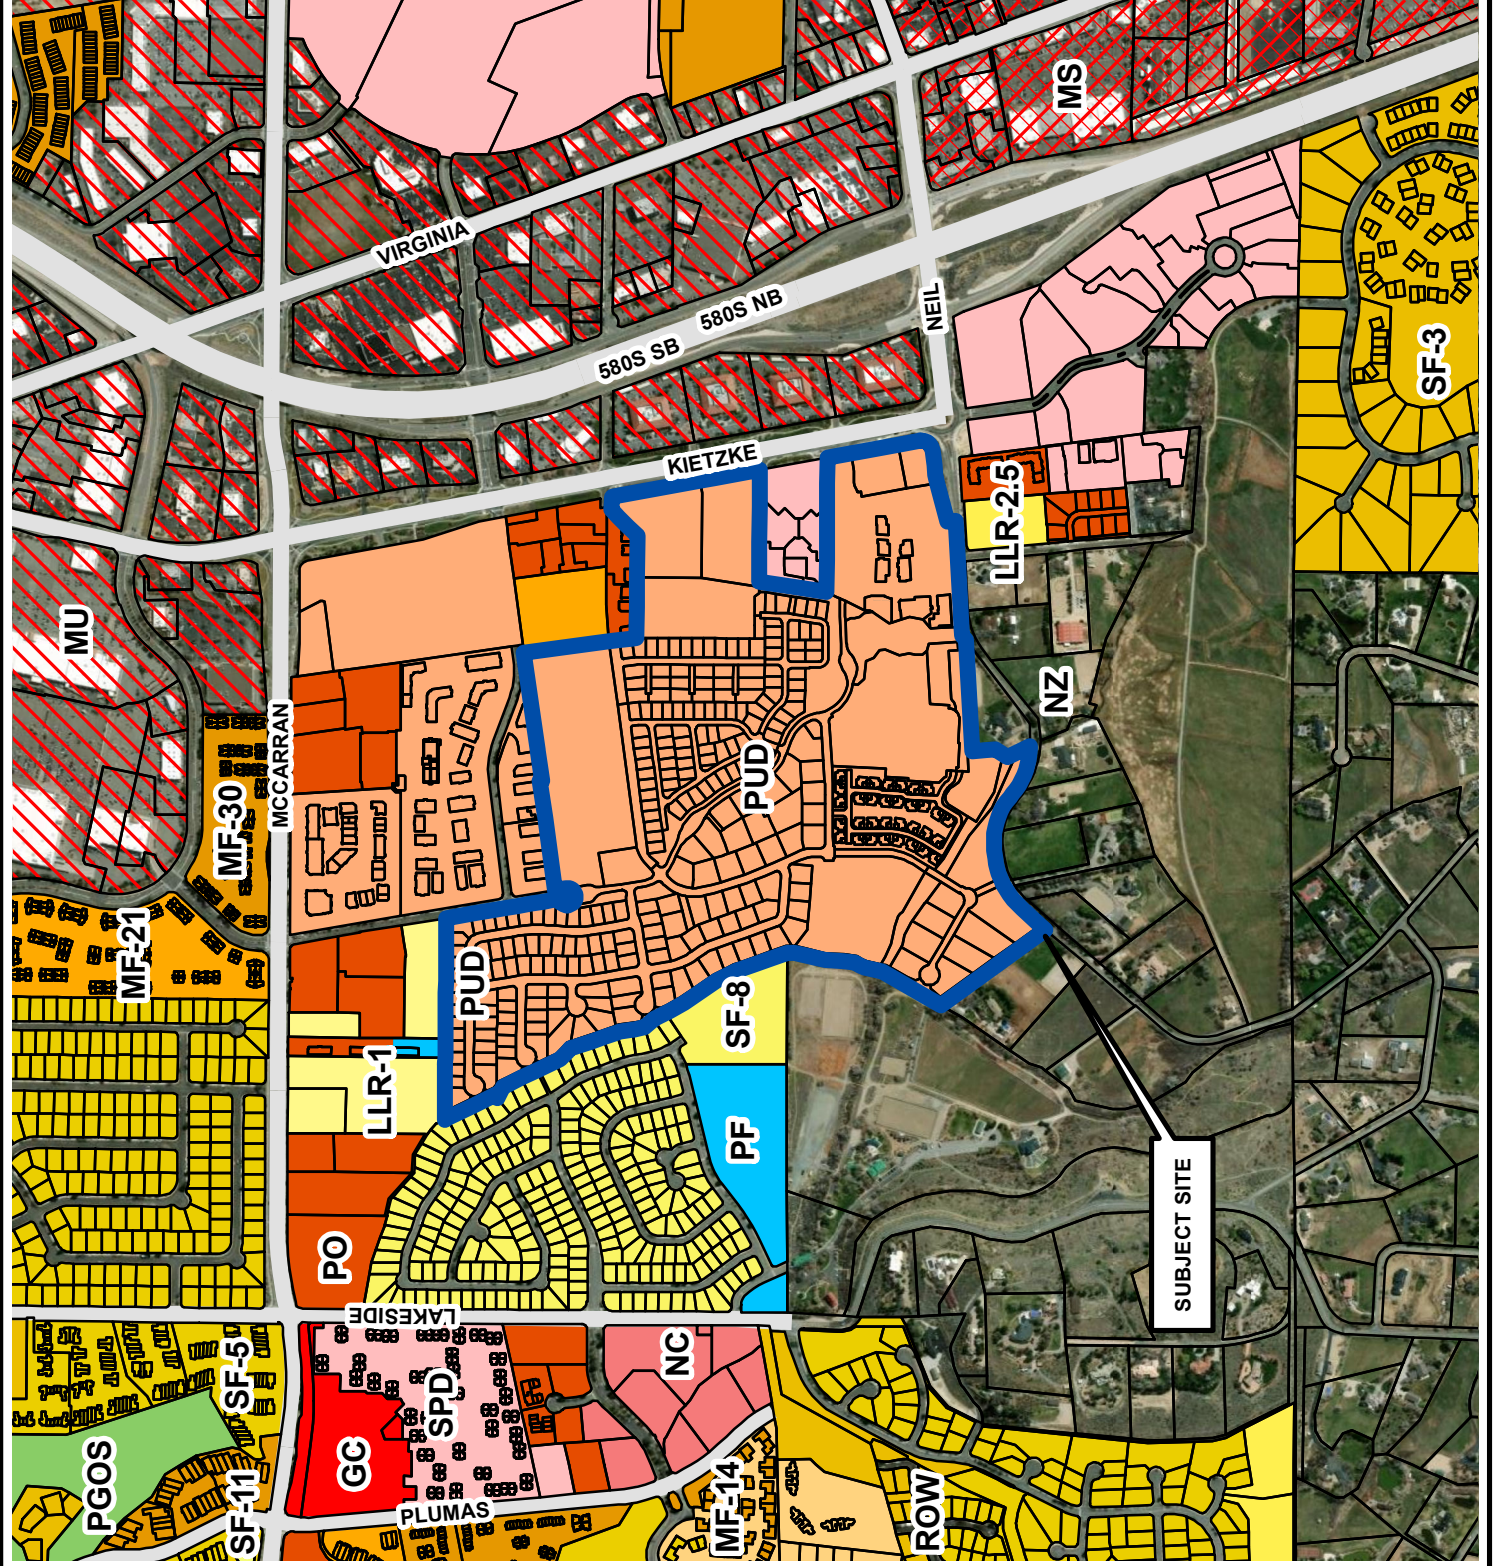 MS
VIRGINIA
580S NB
NEIL
580S SB
SF-3
KIETZKE
LLR-2.5
MU
NZ
MCCARRAN
PUD
MF-30
MF-21
PUD
SF-8
LLR-1
PF
SUBJECT SITE
PO
LAKESIDE
NC
SF-5
SPD
GC
PGOS
SF-11
PLUMAS
MF-14
ROW